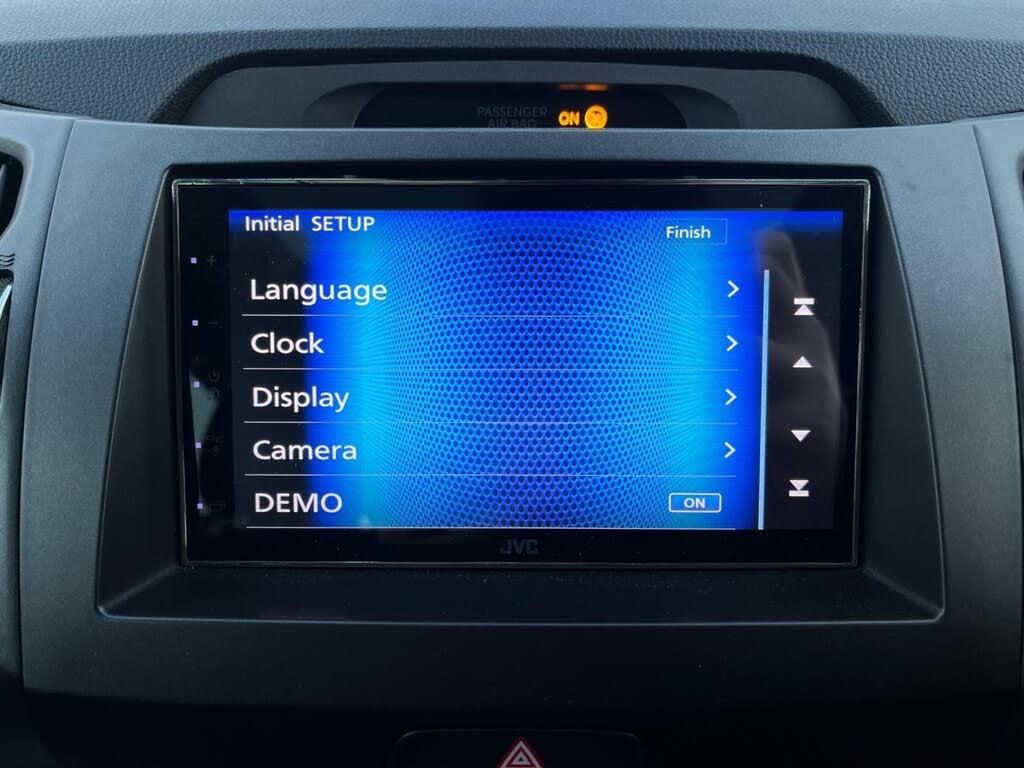 PASSENGER
AIR BAG
ON
Initial SETUP
Finish
Language
Clock
Display
Camera
DEMO
ON
JVC